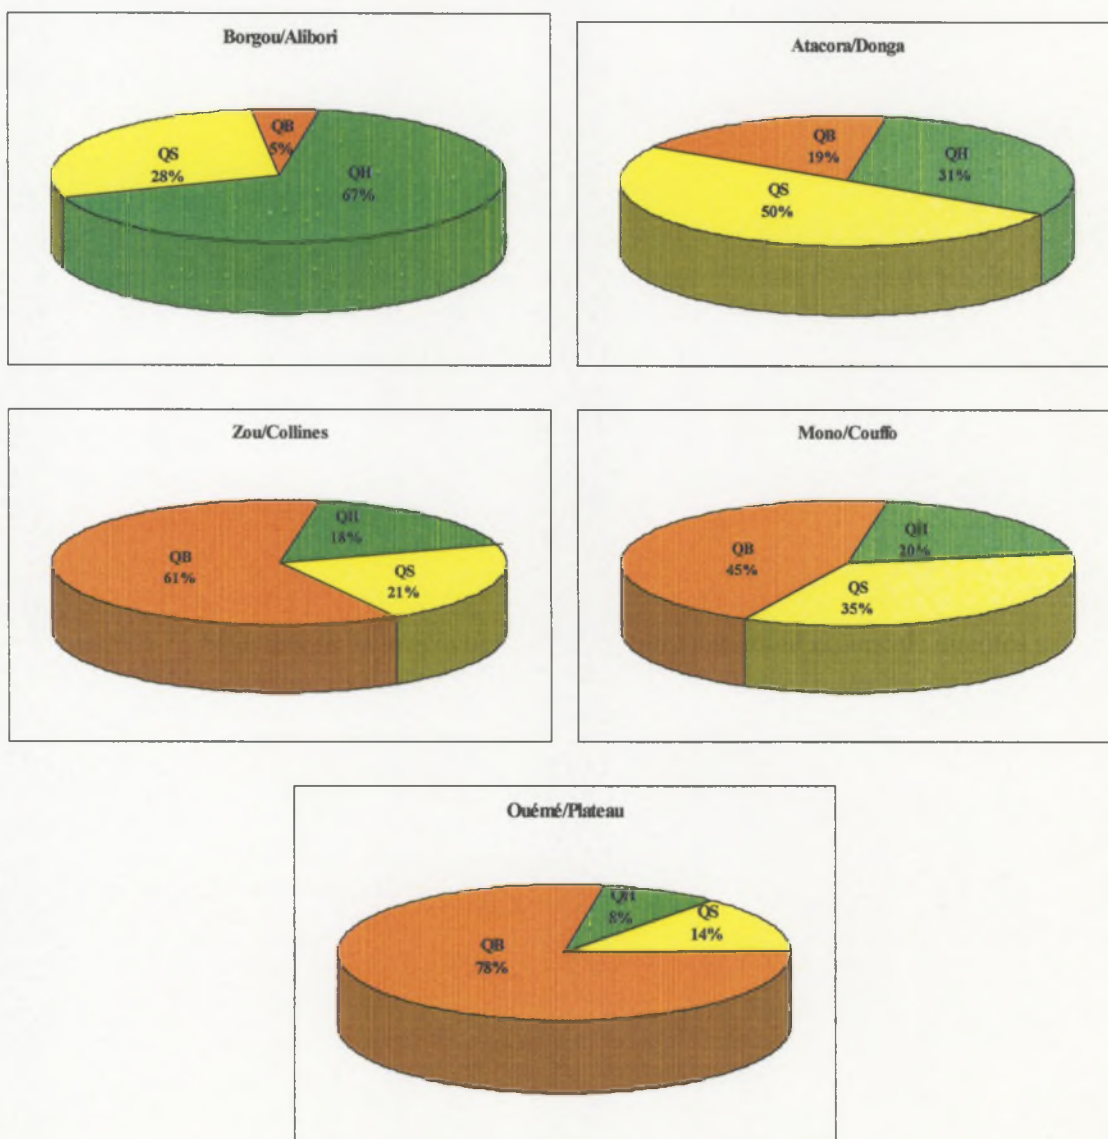 Borgou/Alibori
QB
5%
QS
28%
QH
67%
Atacora/Donga
QB
19%
QH
31%
QS
50%
Zou/Collines
QH
18%
QB
61%
QS
21%
Mono/Couffo
QH
20%
QB
45%
QS
35%
Ouémé/Plateau
QH
8%
QS
14%
QB
78%